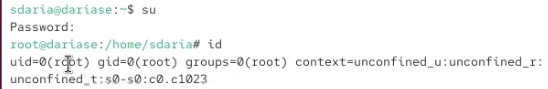 sdaria@dariase:~$ su
Password:
root@dariase:/home/sdaria# id
uid=0(root) gid=0(root) groups=0(root) context=unconfined_u:unconfined_r:
unconfined_t:s0-s0:c0.c1023